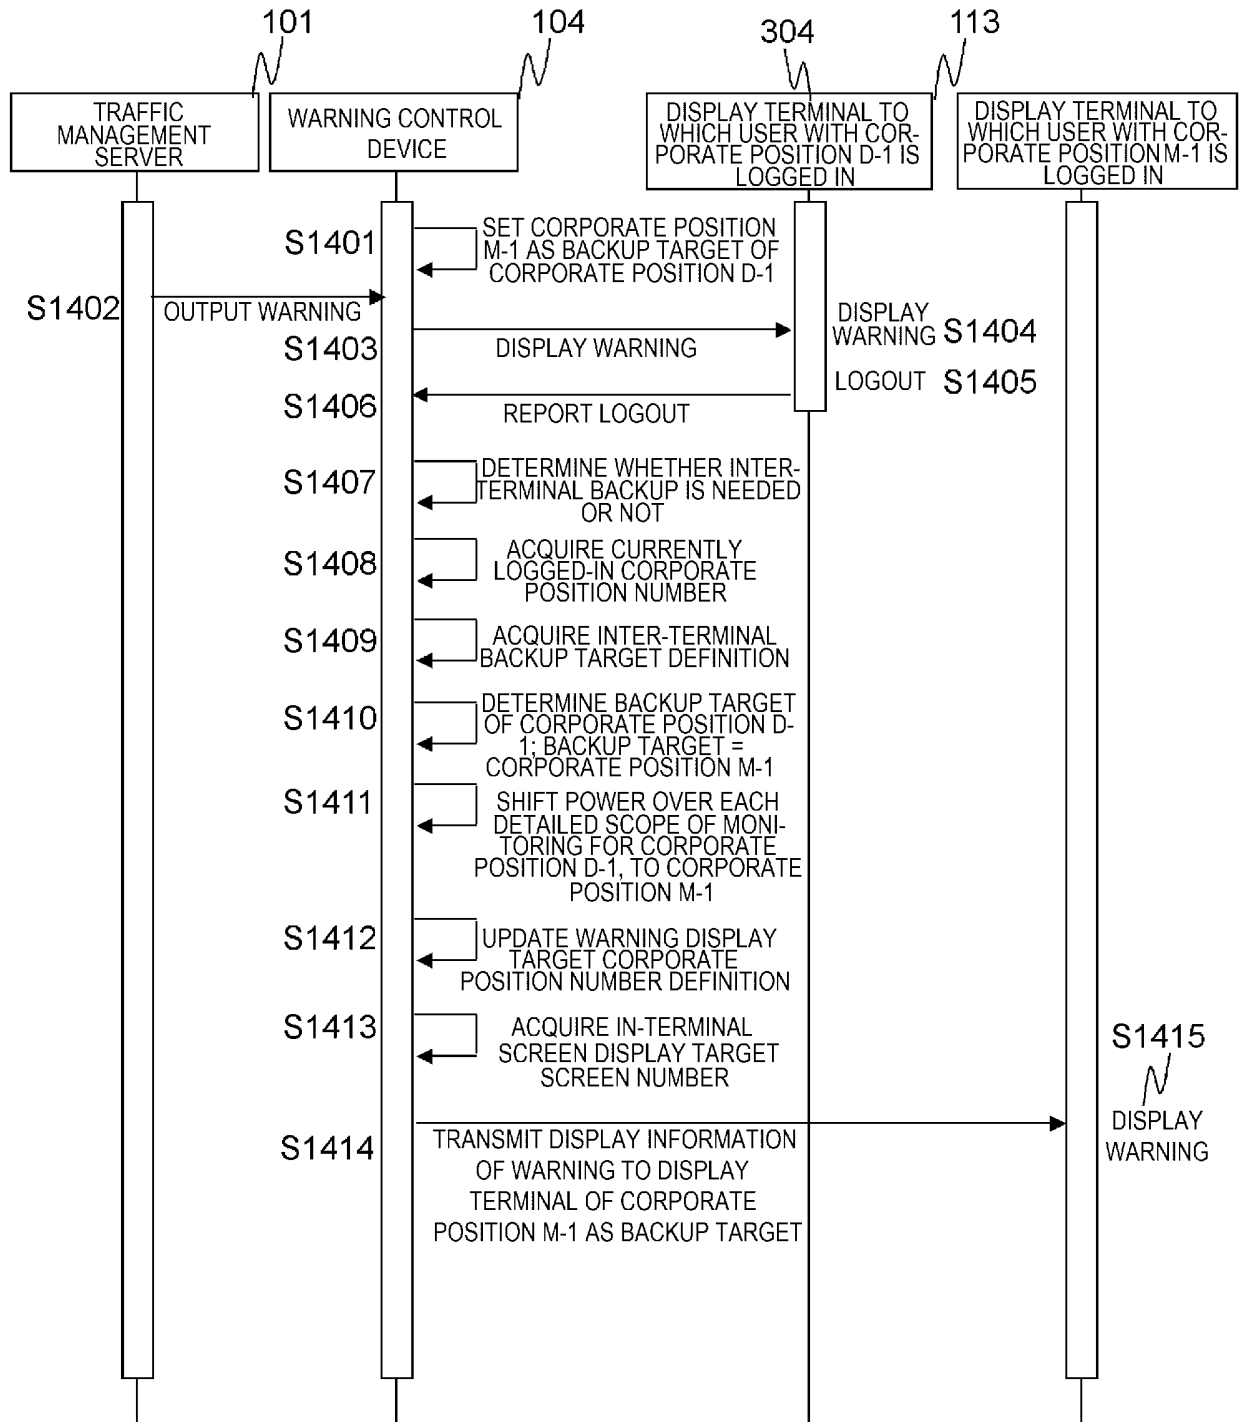 101
104
304
113
TRAFFIC
MANAGEMENT
SERVER
WARNING CONTROL
DEVICE
DISPLAY TERMINAL TO
WHICH USER WITH COR-
PORATE POSITION D-1 IS
LOGGED IN
DISPLAY TERMINAL TO
WHICH USER WITH COR-
PORATE POSITION M-1 IS
LOGGED IN
S1401
SET CORPORATE POSITION
M-1 AS BACKUP TARGET OF
CORPORATE POSITION D-1
S1402
OUTPUT WARNING
S1403
DISPLAY WARNING
DISPLAY
WARNING
S1404
LOGOUT
S1405
S1406
REPORT LOGOUT
S1407
DETERMINE WHETHER INTER-
TERMINAL BACKUP IS NEEDED
OR NOT
S1408
ACQUIRE CURRENTLY
LOGGED-IN CORPORATE
POSITION NUMBER
S1409
ACQUIRE INTER-TERMINAL
BACKUP TARGET DEFINITION
S1410
DETERMINE BACKUP TARGET
OF CORPORATE POSITION D-
1; BACKUP TARGET =
CORPORATE POSITION M-1
S1411
SHIFT POWER OVER EACH
DETAILED SCOPE OF MONI-
TORING FOR CORPORATE
POSITION D-1, TO CORPORATE
POSITION M-1
S1412
UPDATE WARNING DISPLAY
TARGET CORPORATE
POSITION NUMBER DEFINITION
S1413
ACQUIRE IN-TERMINAL
SCREEN DISPLAY TARGET
SCREEN NUMBER
S1414
TRANSMIT DISPLAY INFORMATION
OF WARNING TO DISPLAY
TERMINAL OF CORPORATE
POSITION M-1 AS BACKUP TARGET
S1415
DISPLAY
WARNING